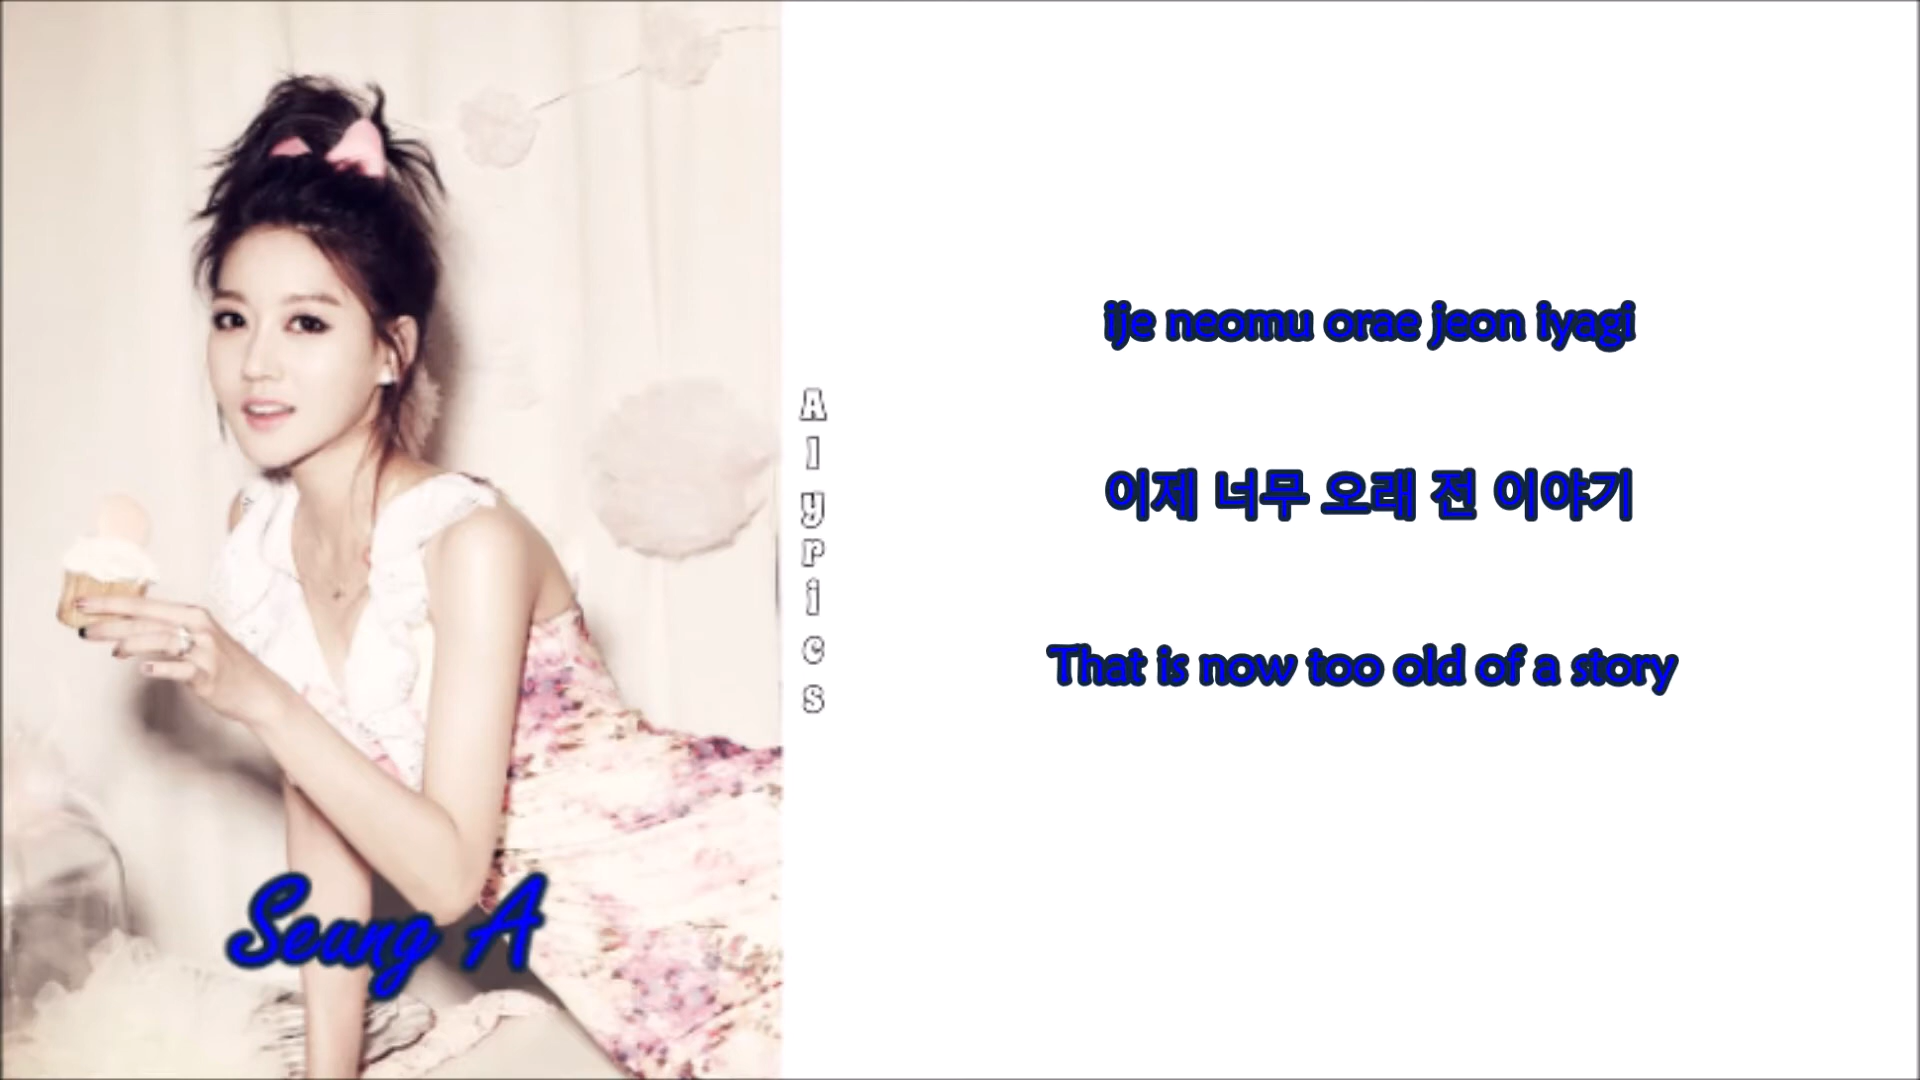 Seung A
Alyrics
ije neomu orae jeon iyagi
이제 너무 오래 전 이야기
That is now too old of a story